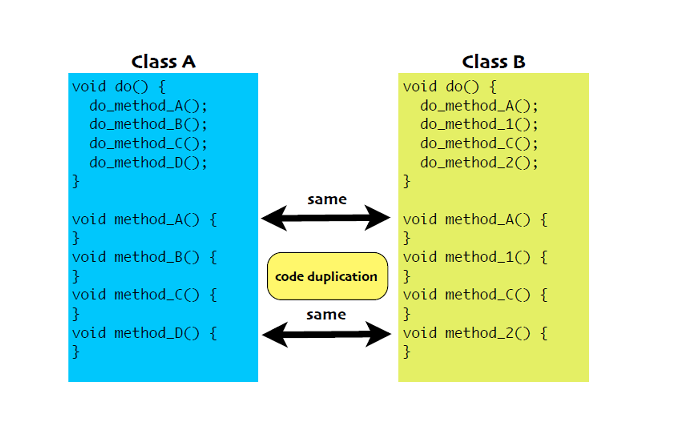 Class A
void do() {
  do_method_A();
  do_method_B();
  do_method_C();
  do_method_D();
}
void method_A() {
}
void method_B() {
}
void method_C() {
}
void method_D() {
}
same
code duplication
same
Class B
void do() {
  do_method_A();
  do_method_1();
  do_method_C();
  do_method_2();
}
void method_A() {
}
void method_1() {
}
void method_C() {
}
void method_2() {
}